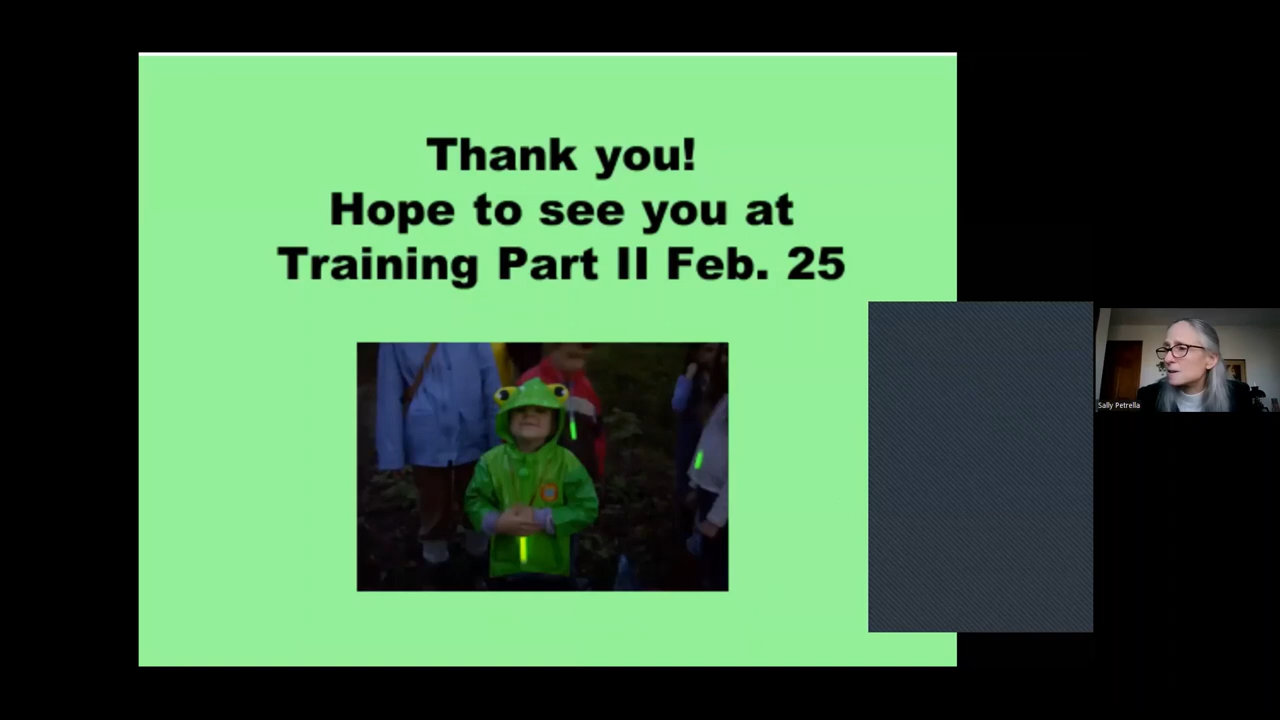 Thank you!
Hope to see you at
Training Part II Feb. 25
Sally Petrella